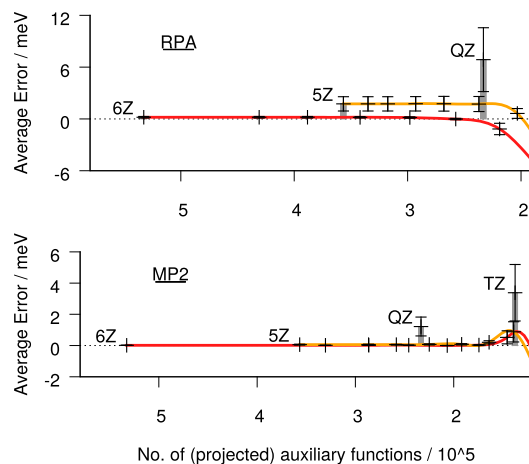 Average Error / meV
12
6
0
-6
RPA
6Z
5Z
QZ
5
4
3
2
Average Error / meV
6
4
2
0
-2
MP2
6Z
5Z
QZ
TZ
5
4
3
2
No. of (projected) auxiliary functions / 10^5